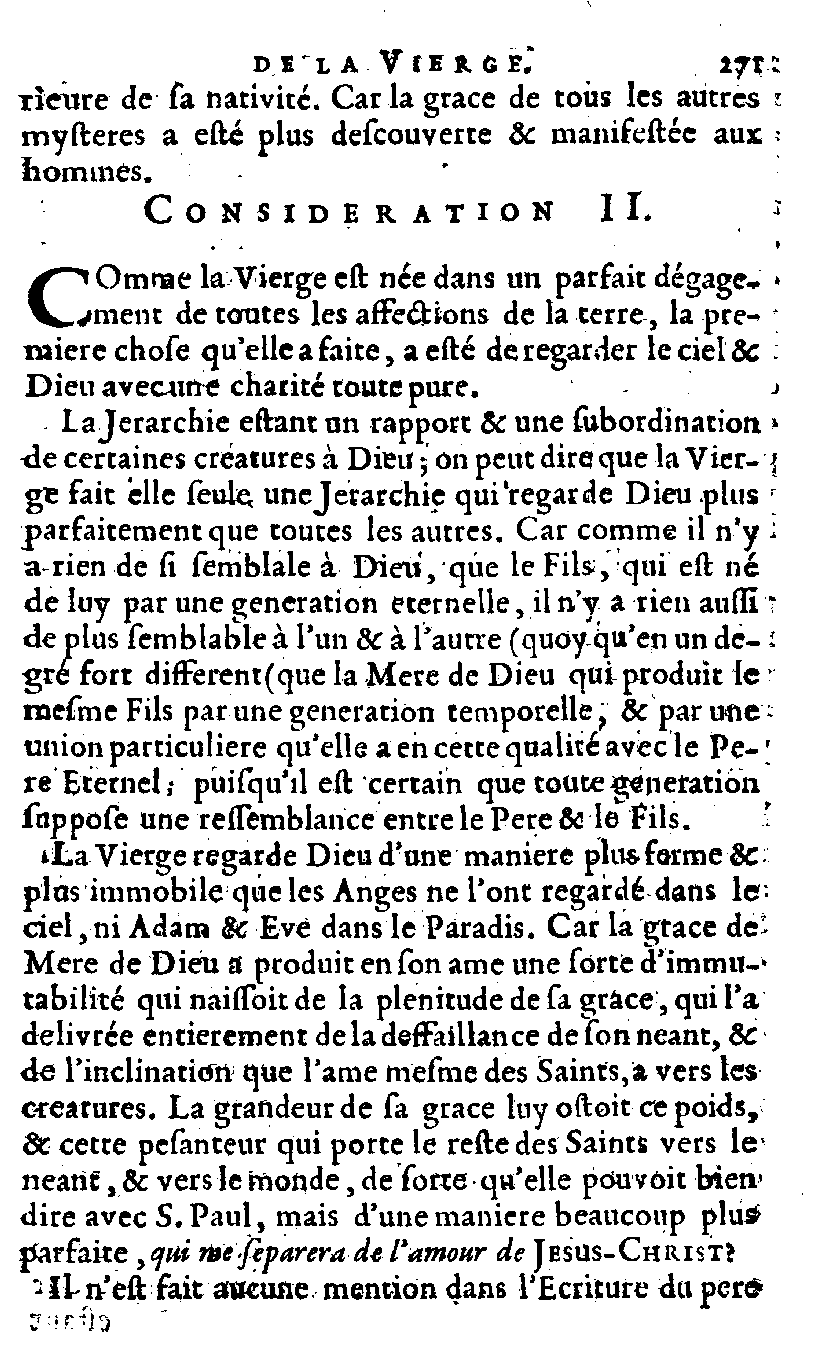 DE LA VIERGE. 271
rieure de ſa nativité. Car la grace de tous les autres
myſteres a eſté plus deſcouverte & manifeſtée aux
hommes.
CONSIDERATION II.
COmme la Vierge eſt née dans un parfait dégage-
ment de toutes les affections de la terre, la pre-
miere choſe qu'elle a faite, a eſté de regarder le ciel &
Dieu avec une charité toute pure.
La Jerarchie eſtant un rapport & une ſubordination
de certaines créatures à Dieu; on peut dire que la Vier-
ge fait elle ſeule une Jerarchie qui regarde Dieu plus
parfaitement que toutes les autres. Car comme il n'y
a rien de ſi ſemblale à Dieu, que le Fils, qui eſt né
de luy par une generation eternelle, il n'y a rien auſſi
de plus ſemblable à l'un & à l'autre (quoy qu'en un de-
gré fort different(que la Mere de Dieu qui produit le
meſme Fils par une generation temporelle, & par une
union particuliere qu'elle a en cette qualité avec le Pe-
re Eternel; puiſqu'il eſt certain que toute generation
ſuppoſe une reſſemblance entre le Pere & le Fils.
La Vierge regarde Dieu d'une maniere plus ferme &
plus immobile que les Anges ne l'ont regardé dans le
ciel, ni Adam & Eve dans le Paradis. Car la grace de
Mere de Dieu a produit en ſon ame une ſorte d'immu-
tabilité qui naiſſoit de la plenitude de ſa grace, qui l'a
delivrée entierement de la deffaillance de ſon neant, &
de l'inclination que l'ame meſme des Saints, a vers les
creatures. La grandeur de ſa grace luy oſtoit ce poids,
& cette peſanteur qui porte le reſte des Saints vers le
neant, & vers le monde, de ſorte qu'elle pouvoit bien
dire avec S. Paul, mais d'une maniere beaucoup plus
parfaite, qui me ſeparera de l'amour de JESUS-CHRIST?
Il n'eſt fait aucune mention dans l'Ecriture du pere